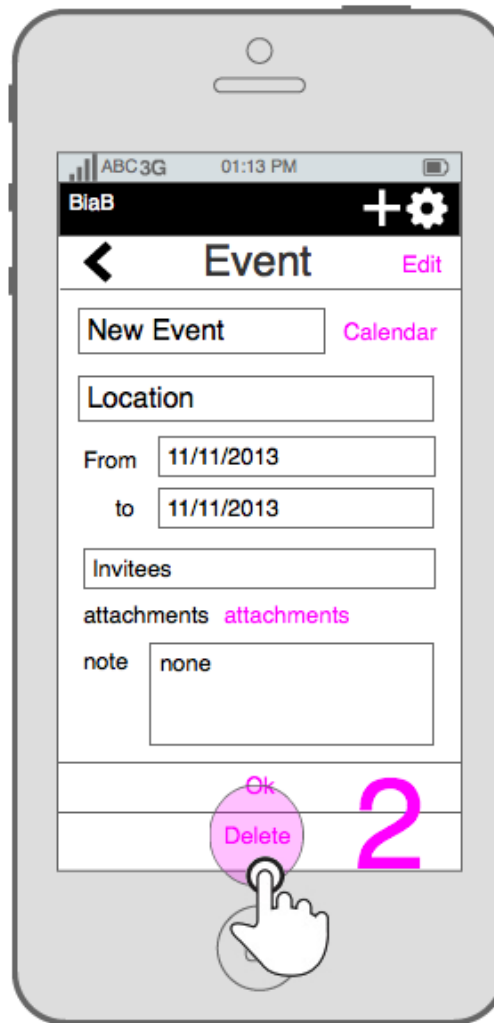 ABC 3G 01:13 PM
BiaB
Event Edit
New Event Calendar
Location
From 11/11/2013
to 11/11/2013
Invitees
attachments attachments
note none
Ok
Delete 2